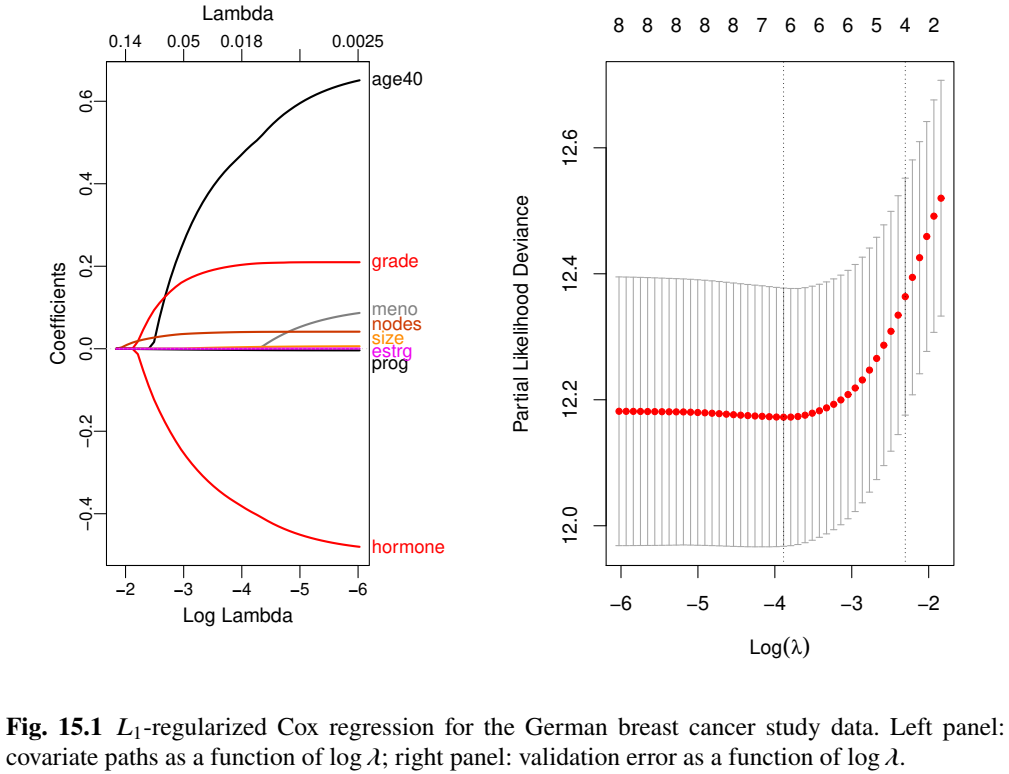 Lambda
0.14 0.05 0.018 0.0025
0.6
0.4
0.2
0.0
−0.2
−0.4
Coefficients
age40
grade
meno
nodes
size
estrg
prog
hormone
−2 −3 −4 −5 −6
Log Lambda
8 8 8 8 7 6 6 5 4 2
12.6
12.4
12.2
12.0
Partial Likelihood Deviance
−6 −5 −4 −3 −2
Log(λ)
Fig. 15.1 L₁-regularized Cox regression for the German breast cancer study data. Left panel:
covariate paths as a function of log λ; right panel: validation error as a function of log λ.